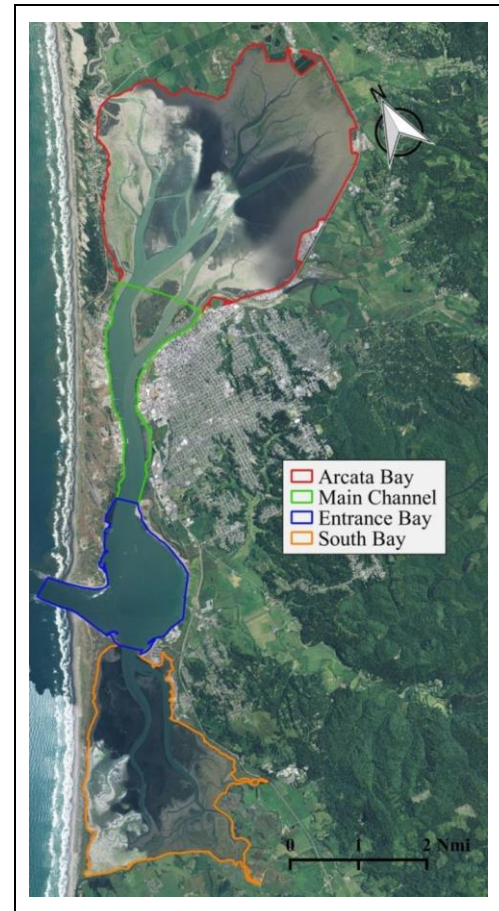 N
Arcata Bay
Main Channel
Entrance Bay
South Bay
0 1 2 Nmi